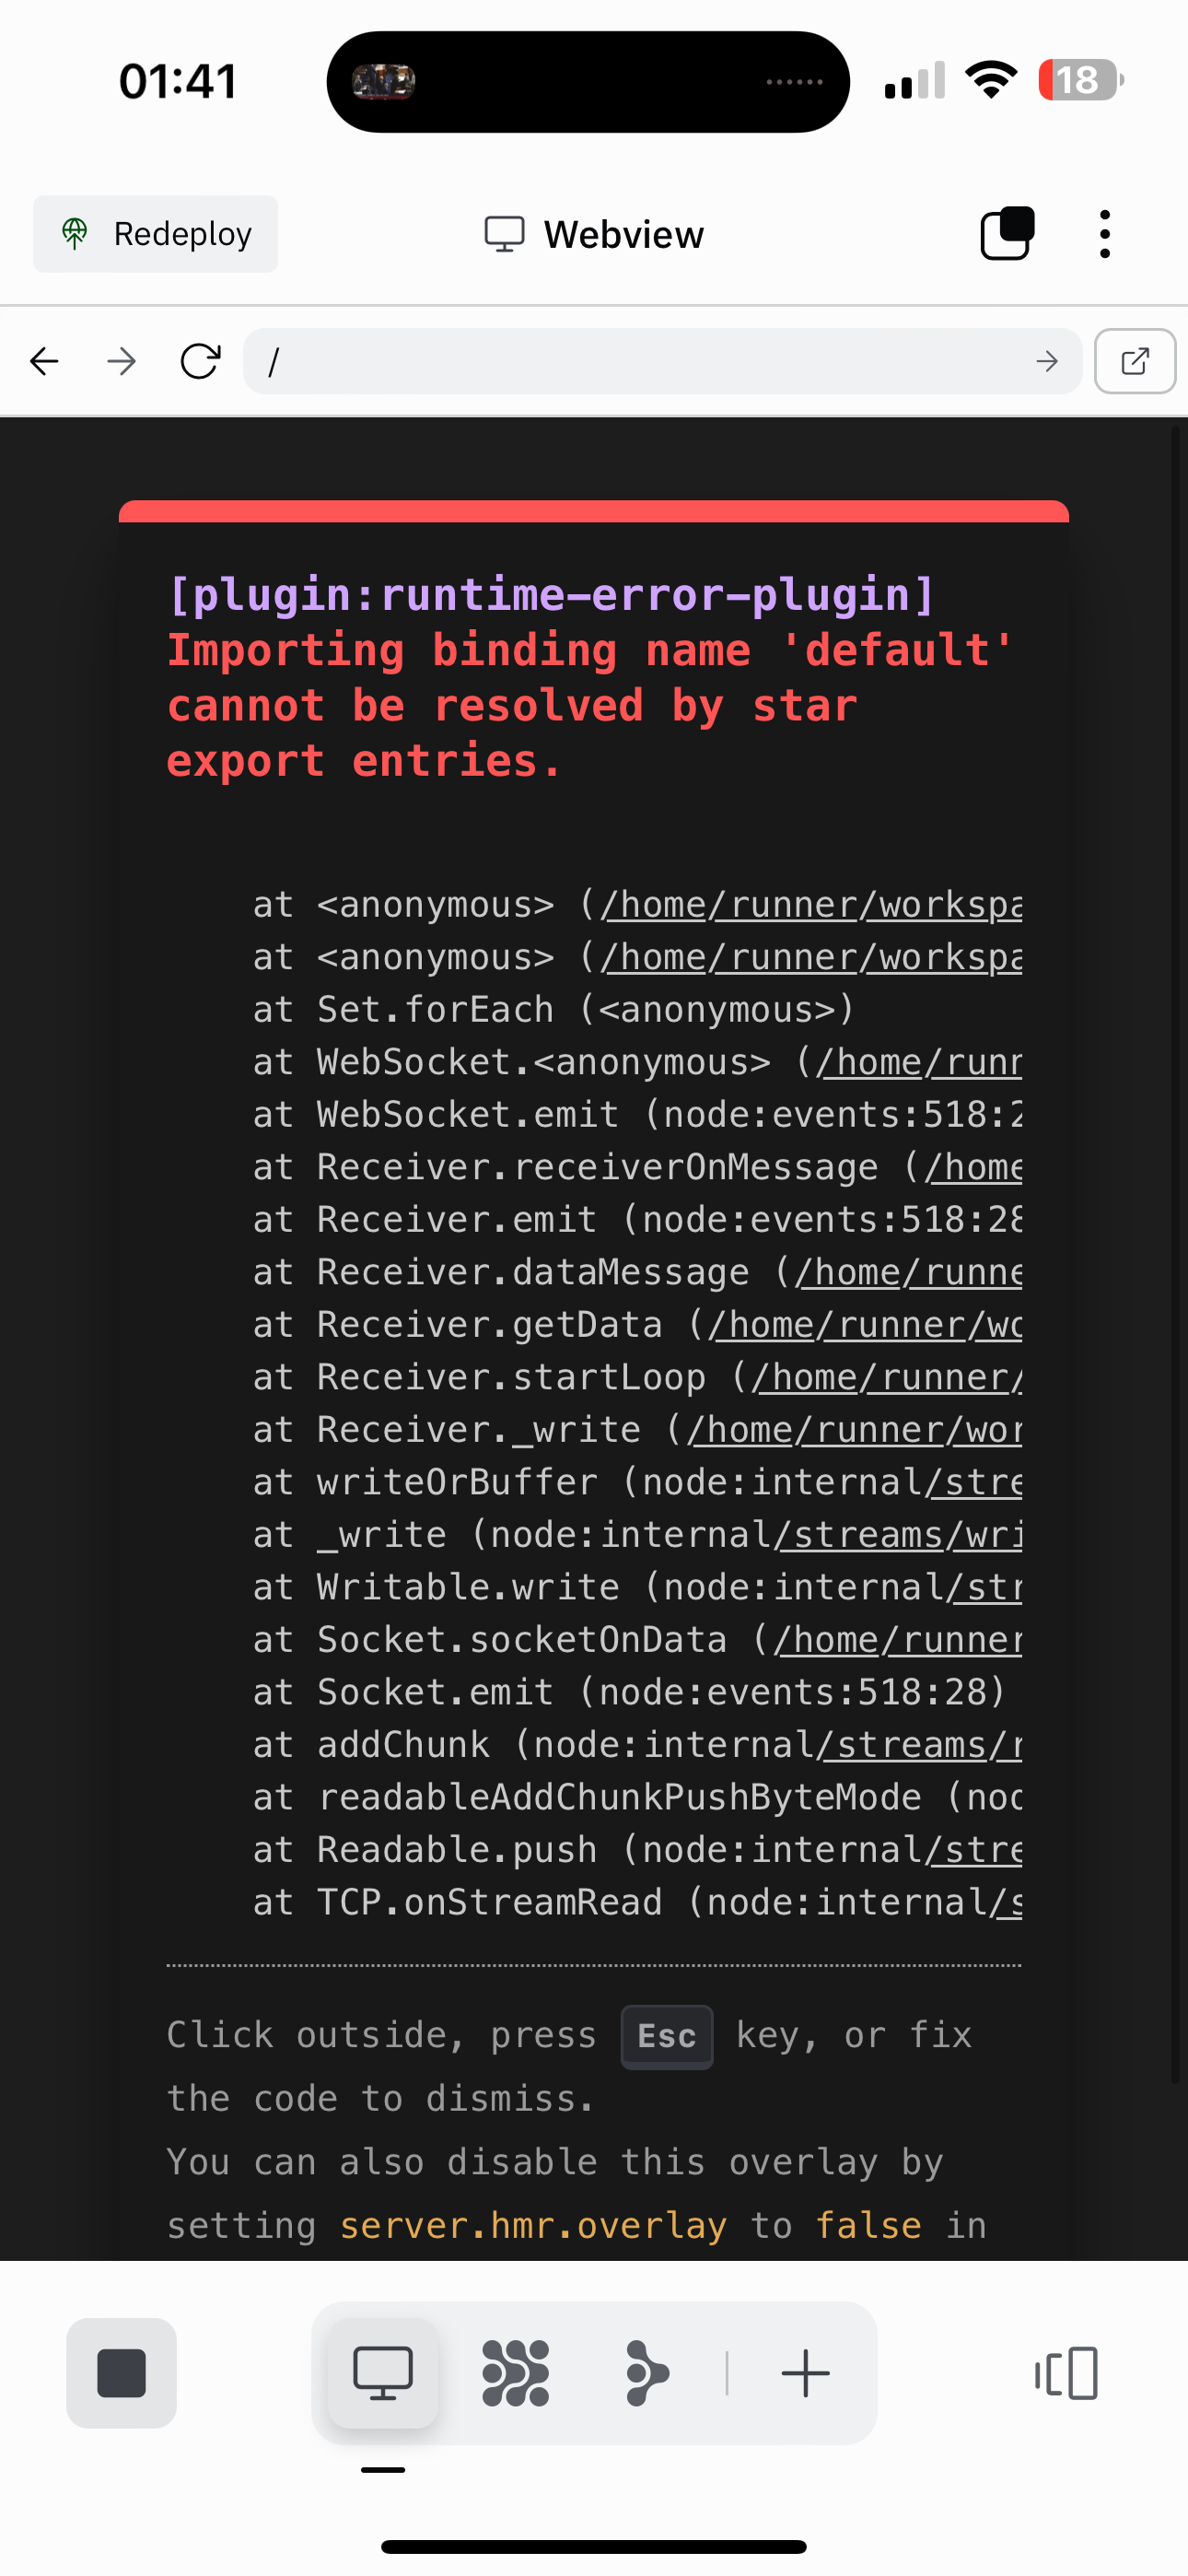 01:41
18
Redeploy
Webview
/
[plugin:runtime-error-plugin]
Importing binding name 'default'
cannot be resolved by star
export entries.
at <anonymous> (/home/runner/workspa
at <anonymous> (/home/runner/workspa
at Set.forEach (<anonymous>)
at WebSocket.<anonymous> (/home/runn
at WebSocket.emit (node:events:518:2
at Receiver.receiverOnMessage (/home
at Receiver.emit (node:events:518:28
at Receiver.dataMessage (/home/runne
at Receiver.getData (/home/runner/wo
at Receiver.startLoop (/home/runner/
at Receiver._write (/home/runner/wor
at writeOrBuffer (node:internal/stre
at _write (node:internal/streams/wri
at Writable.write (node:internal/str
at Socket.socketOnData (/home/runner
at Socket.emit (node:events:518:28)
at addChunk (node:internal/streams/r
at readableAddChunkPushByteMode (nod
at Readable.push (node:internal/stre
at TCP.onStreamRead (node:internal/s
Click outside, press Esc key, or fix
the code to dismiss.
You can also disable this overlay by
setting server.hmr.overlay to false in